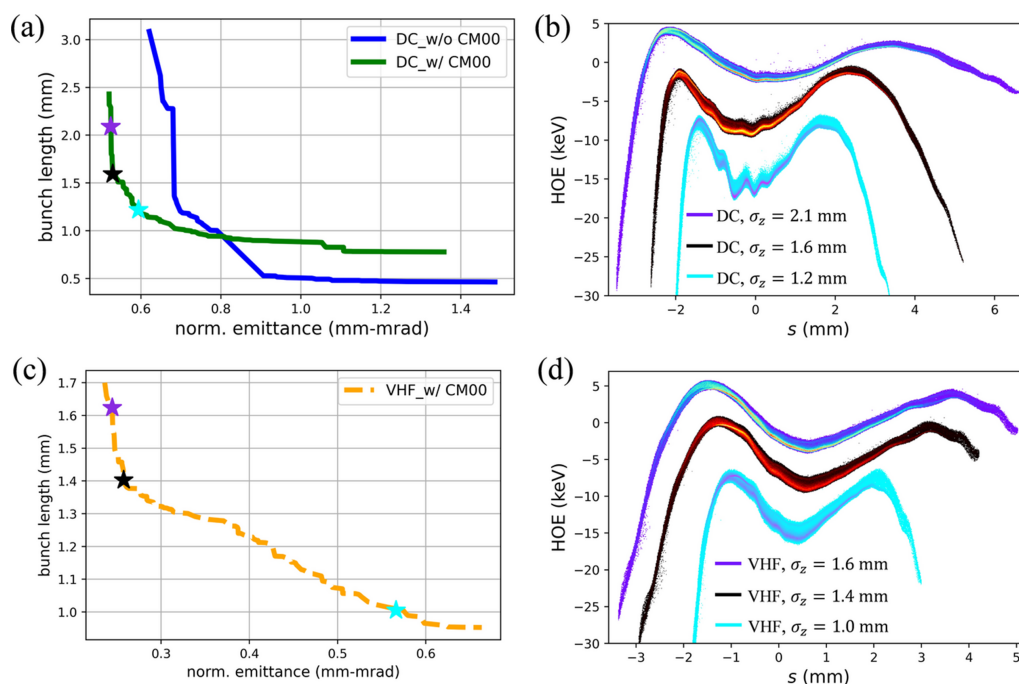 (a)
3.0
2.5
2.0
1.5
1.0
0.5
bunch length (mm)
DC_w/o CM00
DC_w/ CM00
0.6 0.8 1.0 1.2 1.4
norm. emittance (mm-mrad)
(b)
5
0
−5
−10
−15
−20
−25
−30
HOE (keV)
DC, σz = 2.1 mm
DC, σz = 1.6 mm
DC, σz = 1.2 mm
−2 0 2 4 6
s (mm)
(c)
1.7
1.6
1.5
1.4
1.3
1.2
1.1
1.0
bunch length (mm)
VHF_w/ CM00
0.3 0.4 0.5 0.6
norm. emittance (mm-mrad)
(d)
5
0
−5
−10
−15
−20
−25
−30
HOE (keV)
VHF, σz = 1.6 mm
VHF, σz = 1.4 mm
VHF, σz = 1.0 mm
−3 −2 −1 0 1 2 3 4 5
s (mm)